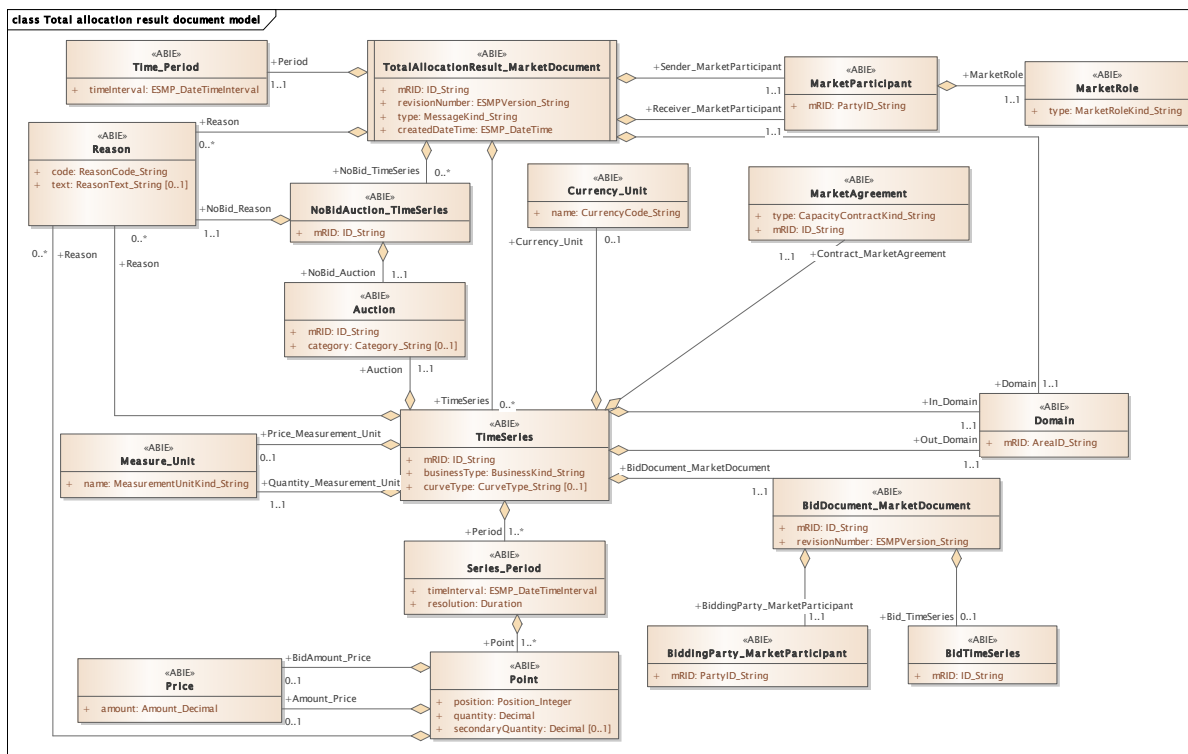 class Total allocation result document model
«ABIE»
Time_Period
+ timeInterval: ESMP_DateTimeInterval
+Period
1..1
«ABIE»
TotalAllocationResult_MarketDocument
+ mRID: ID_String
+ revisionNumber: ESMPVersion_String
+ type: MessageKind_String
+ createdDateTime: ESMP_DateTime
+Sender_MarketParticipant
1..1
+Receiver_MarketParticipant
1..1
«ABIE»
MarketParticipant
+ mRID: PartyID_String
+MarketRole
1..1
«ABIE»
MarketRole
+ type: MarketRoleKind_String
«ABIE»
Reason
+ code: ReasonCode_String
+ text: ReasonText_String [0..1]
+Reason
0..*
+NoBid_TimeSeries
0..*
«ABIE»
NoBidAuction_TimeSeries
+ mRID: ID_String
+NoBid_Reason
1..1
«ABIE»
Currency_Unit
+ name: CurrencyCode_String
+Currency_Unit
0..1
«ABIE»
MarketAgreement
+ type: CapacityContractKind_String
+ mRID: ID_String
1..1
+Contract_MarketAgreement
0..*
+Reason
0..*
+Reason
+NoBid_Auction
1..1
«ABIE»
Auction
+ mRID: ID_String
+ category: Category_String [0..1]
+Auction
1..1
+TimeSeries
0..*
+Domain
1..1
+In_Domain
1..1
+Out_Domain
1..1
«ABIE»
Domain
+ mRID: AreaID_String
«ABIE»
TimeSeries
+ mRID: ID_String
+ businessType: BusinessKind_String
+ curveType: CurveType_String [0..1]
«ABIE»
Measure_Unit
+ name: MeasurementUnitKind_String
+Price_Measurement_Unit
0..1
+Quantity_Measurement_Unit
1..1
+BidDocument_MarketDocument
1..1
«ABIE»
BidDocument_MarketDocument
+ mRID: ID_String
+ revisionNumber: ESMPVersion_String
+Period
1..*
«ABIE»
Series_Period
+ timeInterval: ESMP_DateTimeInterval
+ resolution: Duration
+BiddingParty_MarketParticipant
1..1
+Bid_TimeSeries
0..1
«ABIE»
BiddingParty_MarketParticipant
+ mRID: PartyID_String
«ABIE»
BidTimeSeries
+ mRID: ID_String
+Point
1..*
«ABIE»
Price
+ amount: Amount_Decimal
+BidAmount_Price
0..1
+Amount_Price
0..1
«ABIE»
Point
+ position: Position_Integer
+ quantity: Decimal
+ secondaryQuantity: Decimal [0..1]